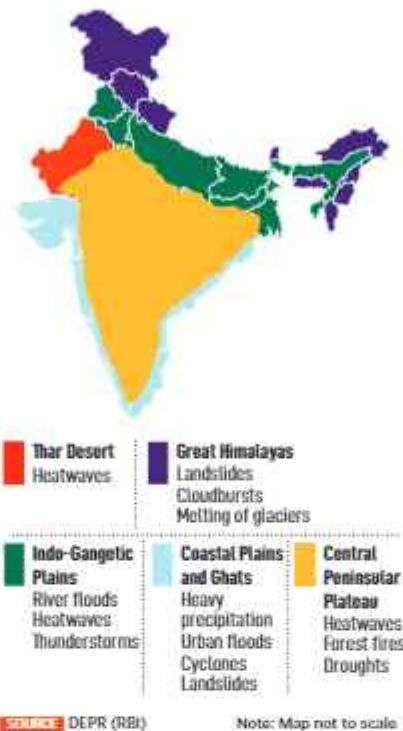 Thar Desert
Heatwaves
Great Himalayas
Landslides
Cloudbursts
Melting of glaciers
Indo-Gangetic
Plains
River floods
Heatwaves
Thunderstorms
Coastal Plains
and Ghats
Heavy
precipitation
Urban floods
Cyclones
Landslides
Central
Peninsular
Plateau
Heatwaves
Forest fires
Droughts
SOURCE DEPR (RBI)
Note: Map not to scale